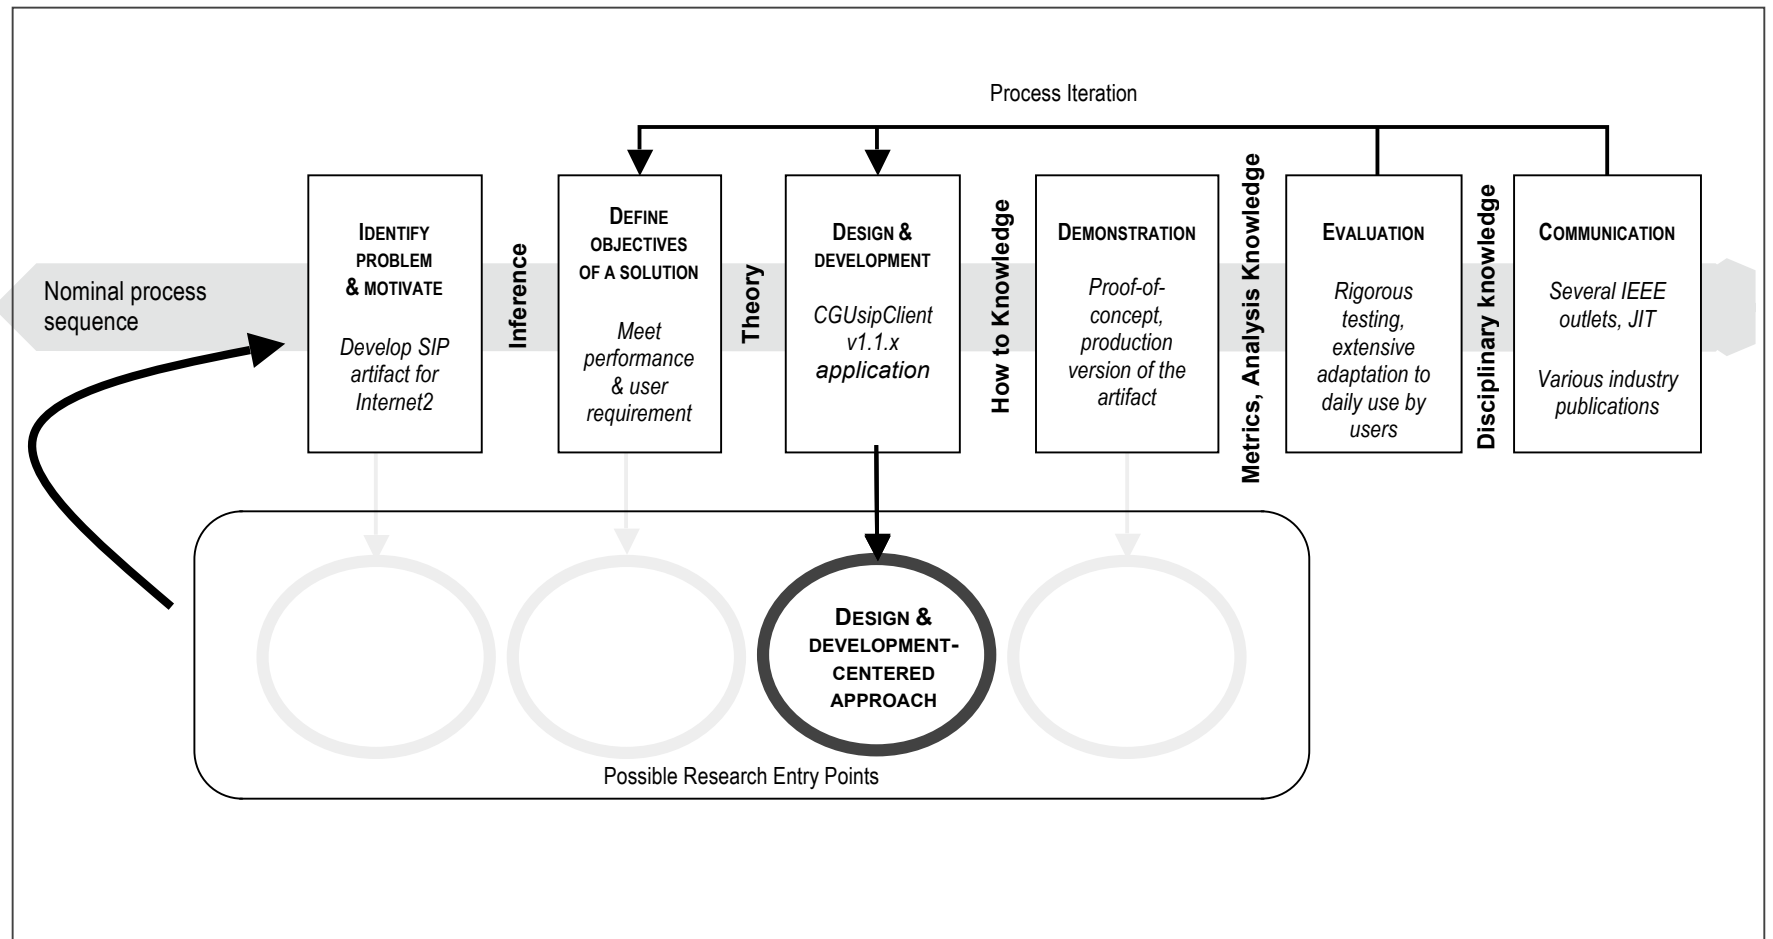 Process Iteration
Nominal process
sequence
IDENTIFY
PROBLEM
& MOTIVATE
Develop SIP
artifact for
Internet2
Inference
DEFINE
OBJECTIVES
OF A SOLUTION
Meet
performance
& user
requirement
Theory
DESIGN &
DEVELOPMENT
CGUsipClient
v1.1.x
application
How to Knowledge
DEMONSTRATION
Proof-of-
concept,
production
version of the
artifact
Metrics, Analysis Knowledge
EVALUATION
Rigorous
testing,
extensive
adaptation to
daily use by
users
Disciplinary knowledge
COMMUNICATION
Several IEEE
outlets, JIT
Various industry
publications
DESIGN &
DEVELOPMENT-
CENTERED
APPROACH
Possible Research Entry Points